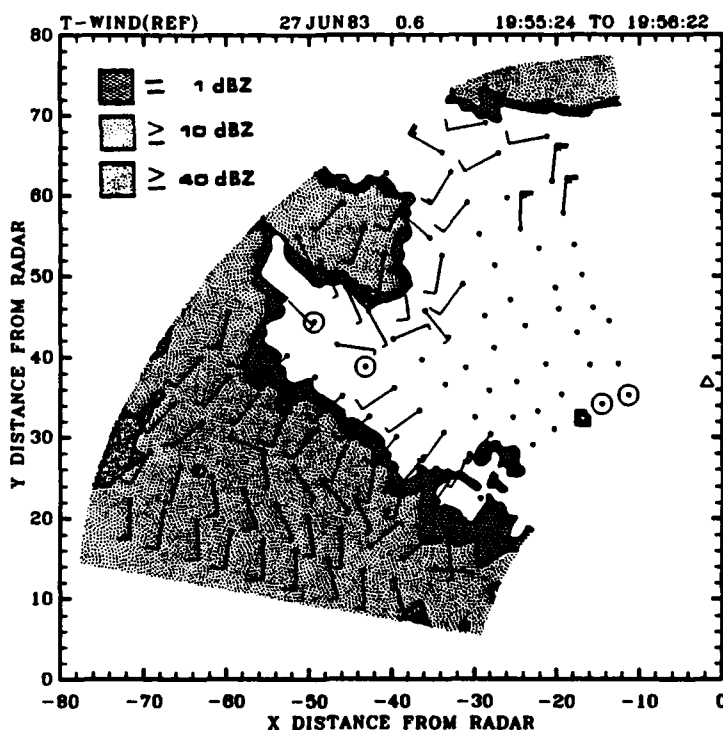 T-WIND(REF) 27 JUN83 0.6 19:55:24 TO 19:56:22
= 1 dBZ
≥ 10 dBZ
≥ 40 dBZ
Y DISTANCE FROM RADAR
80
70
60
50
40
30
20
10
0
-80 -70 -60 -50 -40 -30 -20 -10 0
X DISTANCE FROM RADAR